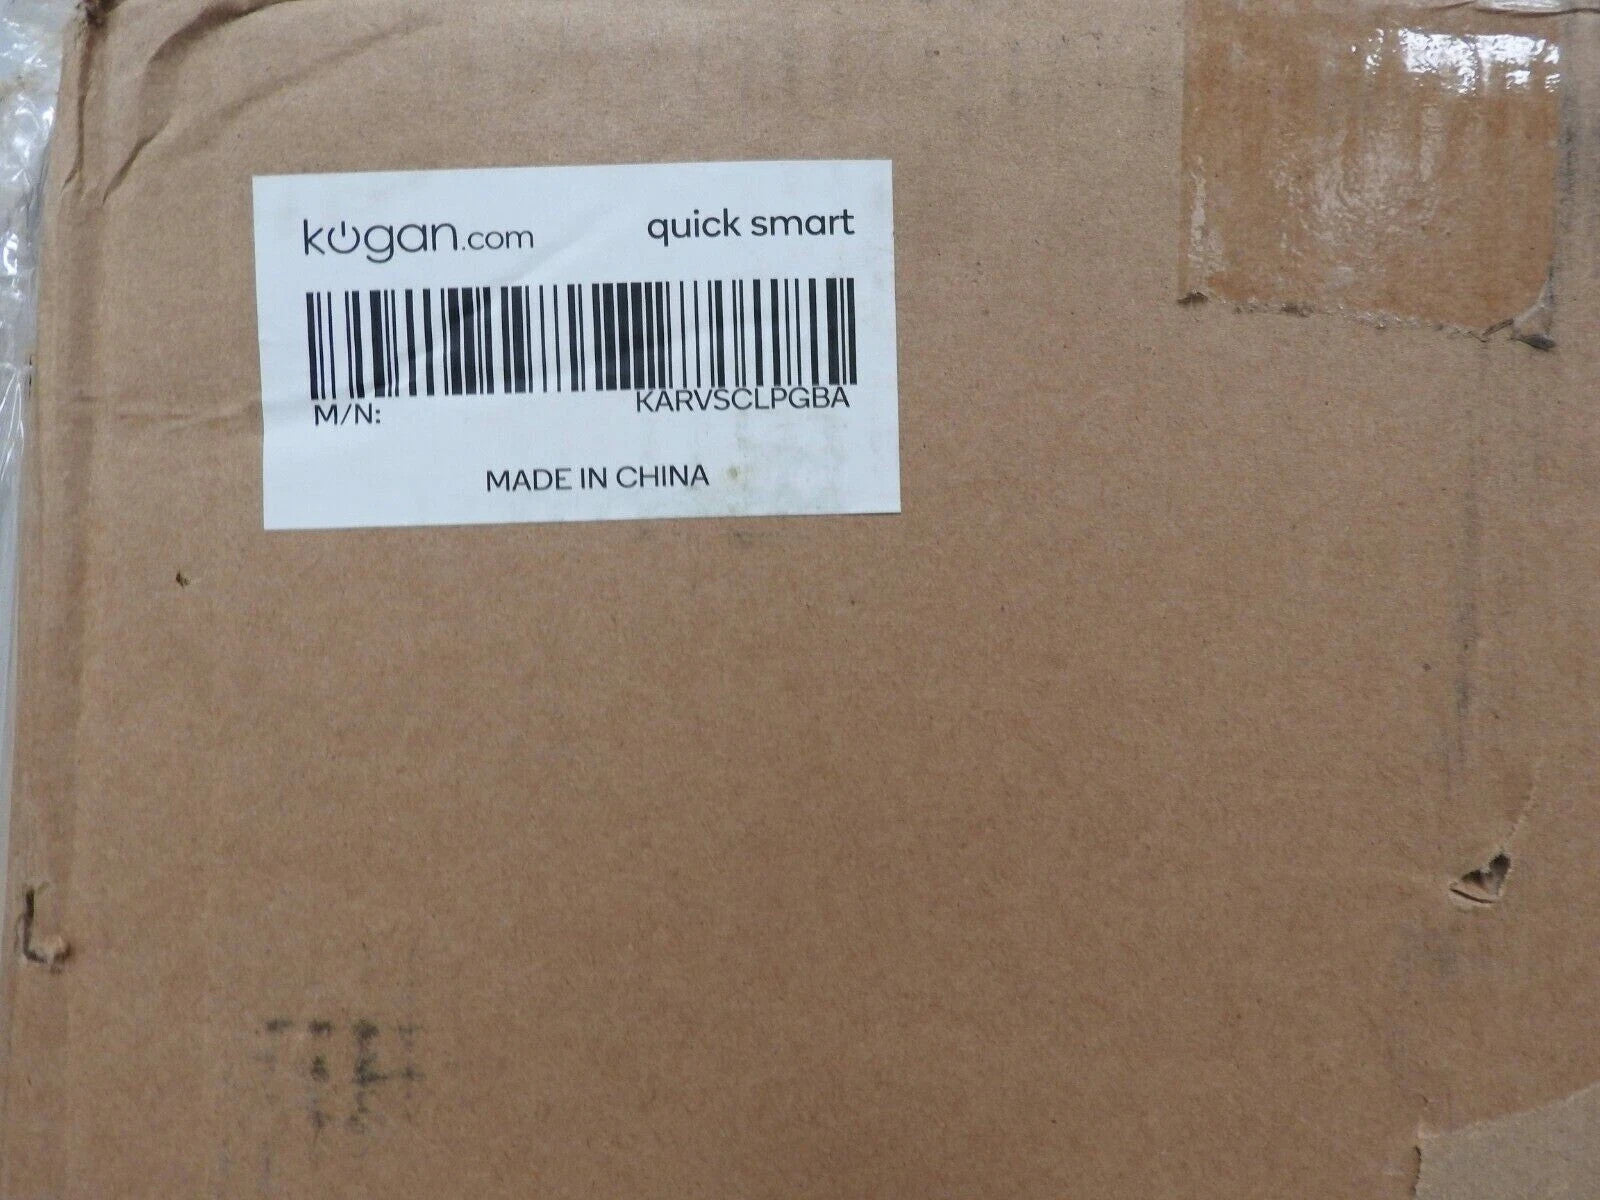 kogan.com quick smart
M/N: KARVSCLPGBA
MADE IN CHINA